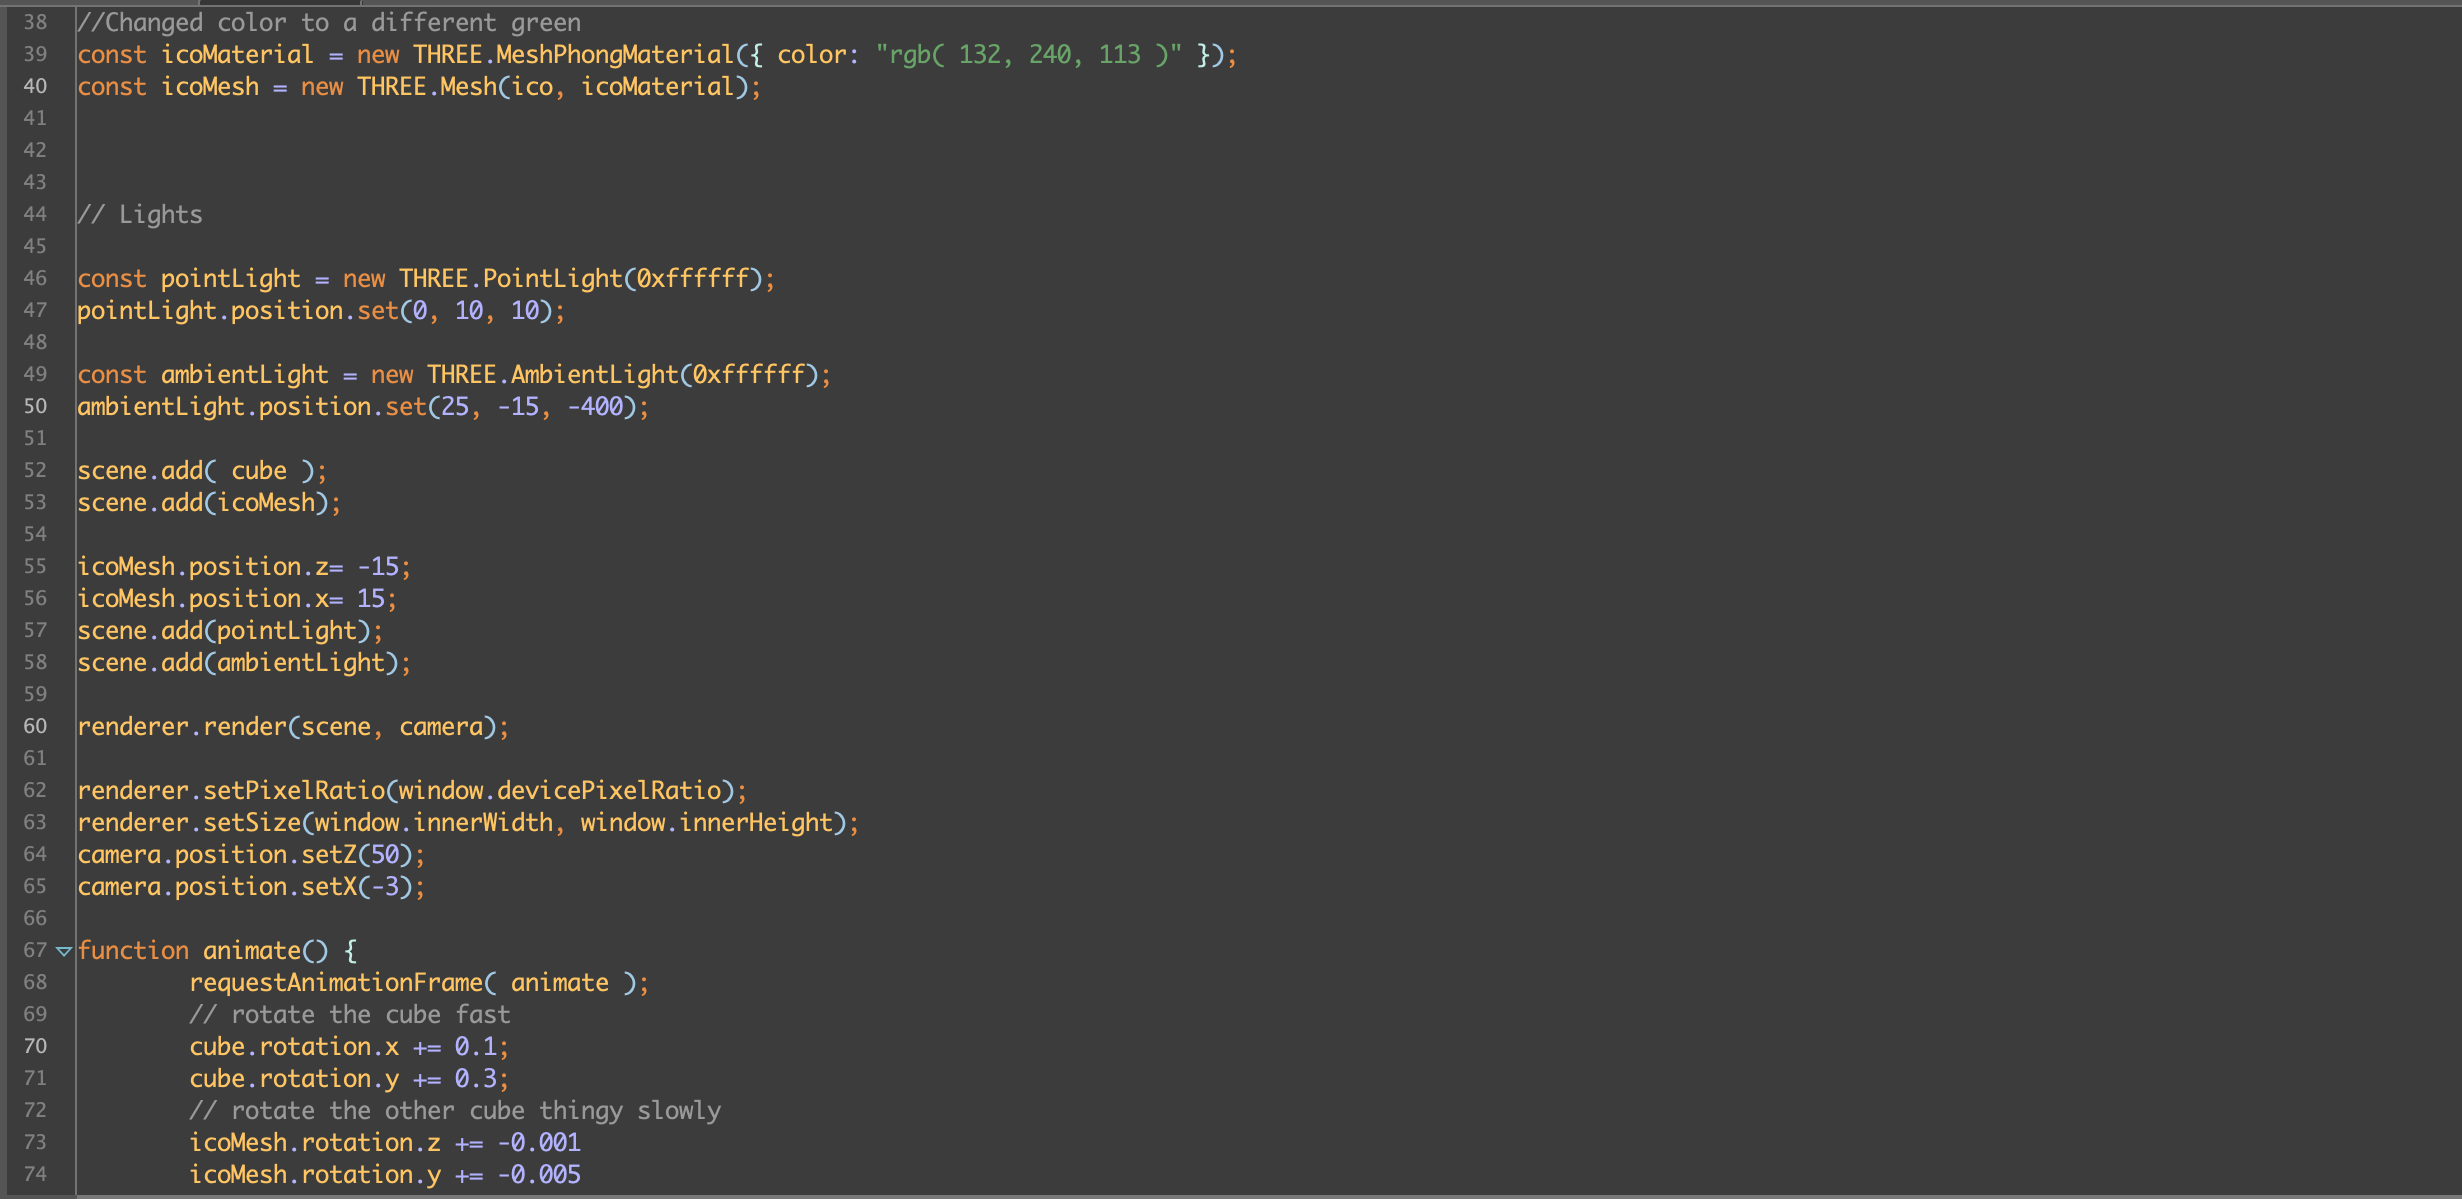 38 //Changed color to a different green
39 const icoMaterial = new THREE.MeshPhongMaterial({ color: "rgb( 132, 240, 113 )" });
40 const icoMesh = new THREE.Mesh(ico, icoMaterial);
41
42
43
44 // Lights
45
46 const pointLight = new THREE.PointLight(0xffffff);
47 pointLight.position.set(0, 10, 10);
48
49 const ambientLight = new THREE.AmbientLight(0xffffff);
50 ambientLight.position.set(25, -15, -400);
51
52 scene.add( cube );
53 scene.add(icoMesh);
54
55 icoMesh.position.z= -15;
56 icoMesh.position.x= 15;
57 scene.add(pointLight);
58 scene.add(ambientLight);
59
60 renderer.render(scene, camera);
61
62 renderer.setPixelRatio(window.devicePixelRatio);
63 renderer.setSize(window.innerWidth, window.innerHeight);
64 camera.position.setZ(50);
65 camera.position.setX(-3);
66
67 function animate() {
68 requestAnimationFrame( animate );
69 // rotate the cube fast
70 cube.rotation.x += 0.1;
71 cube.rotation.y += 0.3;
72 // rotate the other cube thingy slowly
73 icoMesh.rotation.z += -0.001
74 icoMesh.rotation.y += -0.005